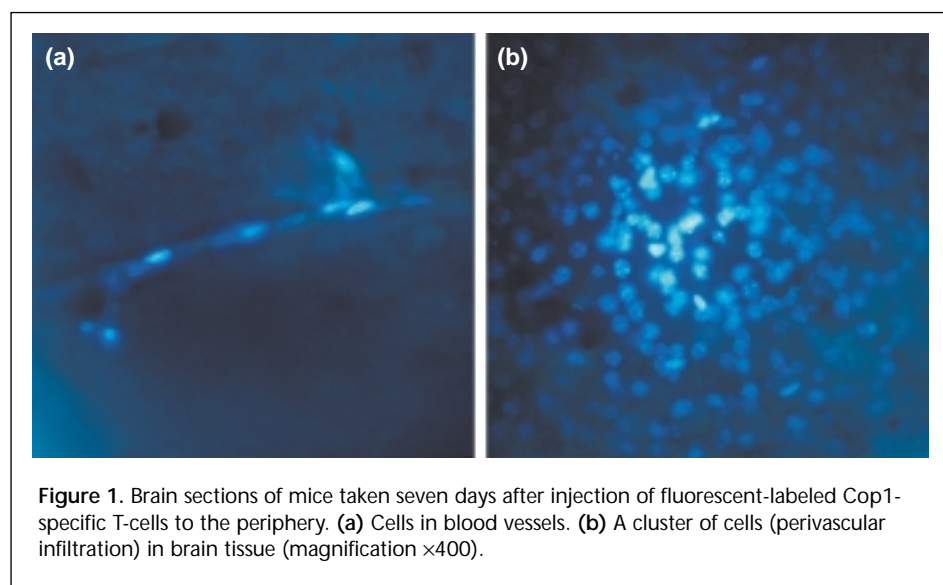 (a)
(b)
Figure 1. Brain sections of mice taken seven days after injection of fluorescent-labeled Cop1-
specific T-cells to the periphery. (a) Cells in blood vessels. (b) A cluster of cells (perivascular
infiltration) in brain tissue (magnification ×400).